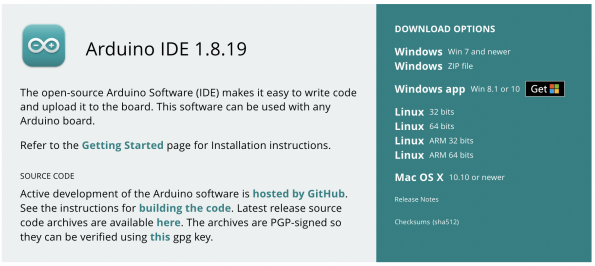 Arduino IDE 1.8.19
The open-source Arduino Software (IDE) makes it easy to write code
and upload it to the board. This software can be used with any
Arduino board.
Refer to the Getting Started page for Installation instructions.
SOURCE CODE
Active development of the Arduino software is hosted by GitHub.
See the instructions for building the code. Latest release source
code archives are available here. The archives are PGP-signed so
they can be verified using this gpg key.
DOWNLOAD OPTIONS
Windows Win 7 and newer
Windows ZIP file
Windows app Win 8.1 or 10 Get
Linux 32 bits
Linux 64 bits
Linux ARM 32 bits
Linux ARM 64 bits
Mac OS X 10.10 or newer
Release Notes
Checksums (sha512)